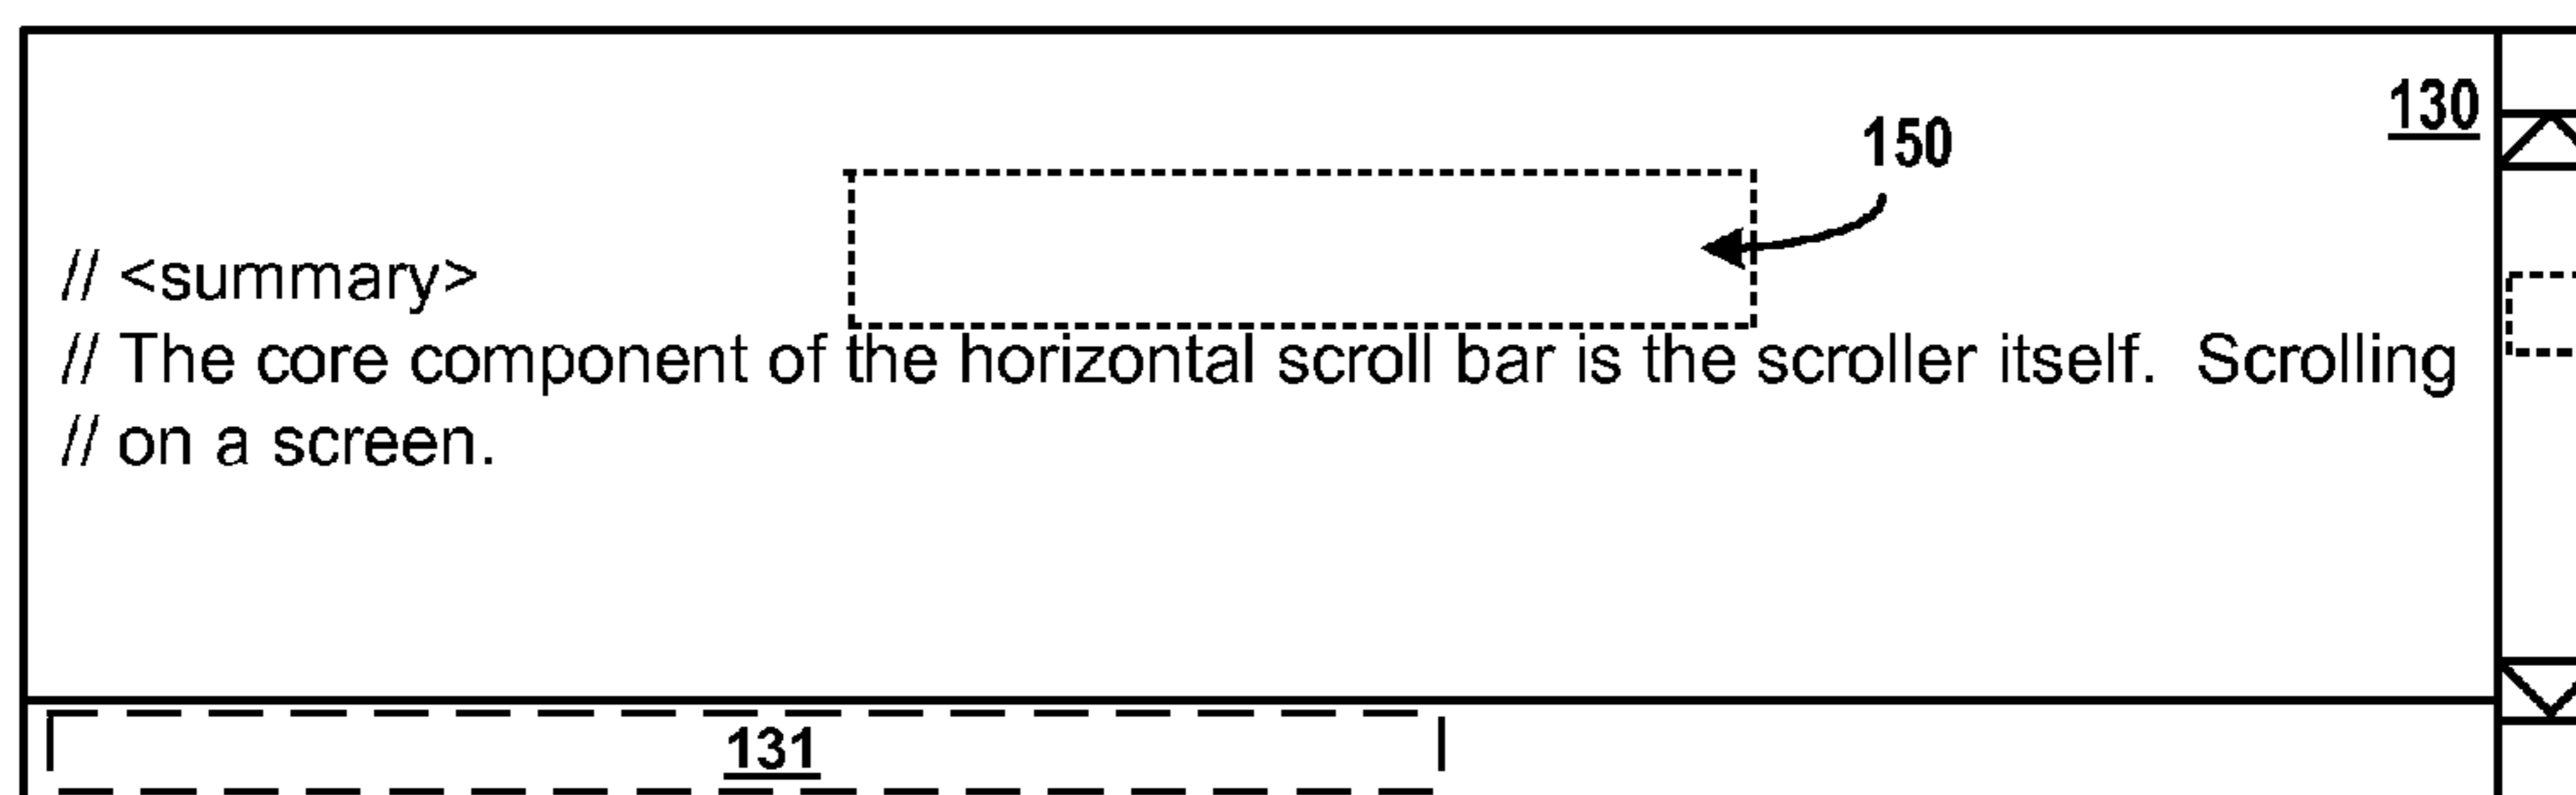 130
150
// <summary>
// The core component of the horizontal scroll bar is the scroller itself.  Scrolling
// on a screen.
131